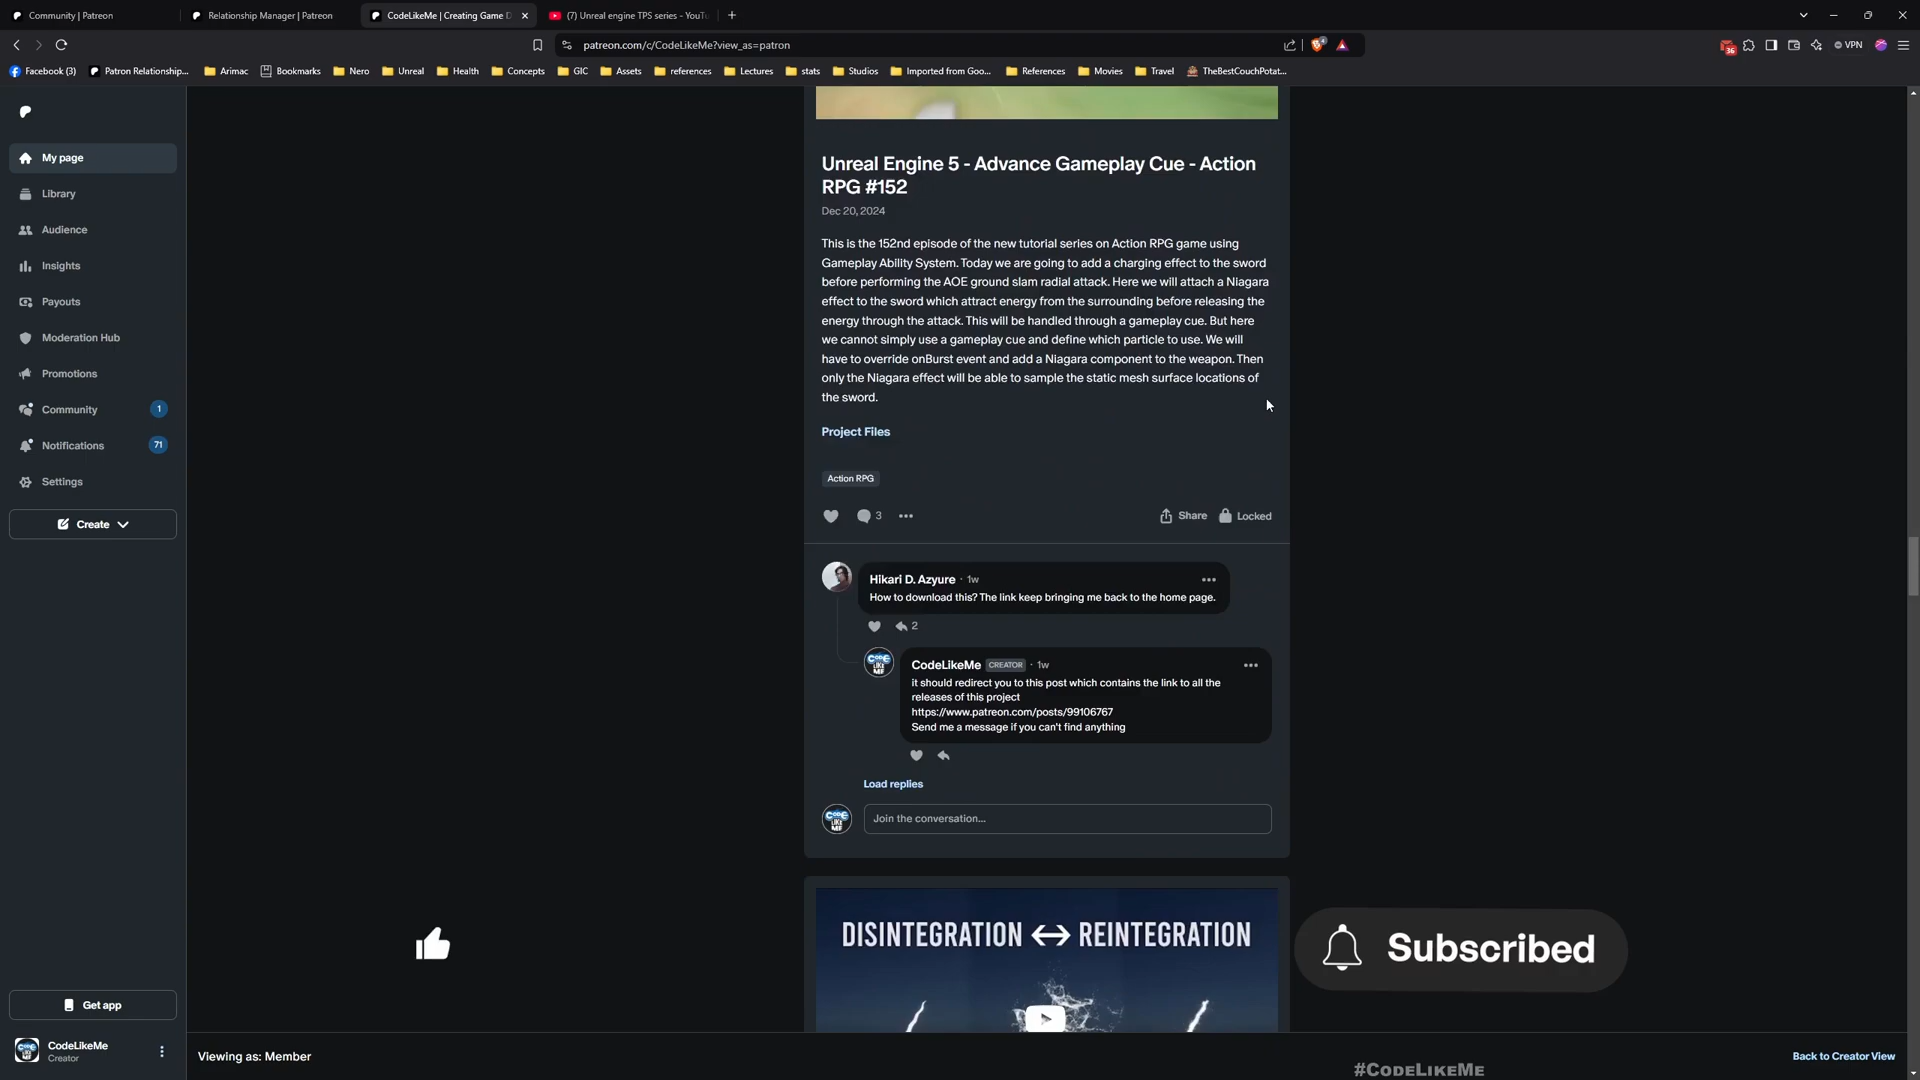 Community | Patreon
Relationship Manager | Patreon
CodeLikeMe | Creating Game D
(7) Unreal engine TPS series - YouTu
patreon.com/c/CodeLikeMe?view_as=patron
4
36
VPN
Facebook (3)
Patron Relationship...
Arimac
Bookmarks
Nero
Unreal
Health
Concepts
GIC
Assets
references
Lectures
stats
Studios
Imported from Goo...
References
Movies
Travel
TheBestCouchPotat...
My page
Library
Audience
Insights
Payouts
Moderation Hub
Promotions
Community
1
Notifications
71
Settings
Create
Get app
CodeLikeMe
Creator
Unreal Engine 5 - Advance Gameplay Cue - Action
RPG #152
Dec 20, 2024
This is the 152nd episode of the new tutorial series on Action RPG game using
Gameplay Ability System. Today we are going to add a charging effect to the sword
before performing the AOE ground slam radial attack. Here we will attach a Niagara
effect to the sword which attract energy from the surrounding before releasing the
energy through the attack. This will be handled through a gameplay cue. But here
we cannot simply use a gameplay cue and define which particle to use. We will
have to override onBurst event and add a Niagara component to the weapon. Then
only the Niagara effect will be able to sample the static mesh surface locations of
the sword.
Project Files
Action RPG
3
Share
Locked
Hikari D. Azyure · 1w
How to download this? The link keep bringing me back to the home page.
2
CODE LIKE ME
CodeLikeMe CREATOR · 1w
it should redirect you to this post which contains the link to all the
releases of this project
https://www.patreon.com/posts/99106767
Send me a message if you can't find anything
Load replies
CODE LIKE ME
Join the conversation...
DISINTEGRATION ↔ REINTEGRATION
Subscribed
Viewing as: Member
Back to Creator View
#CodeLikeMe